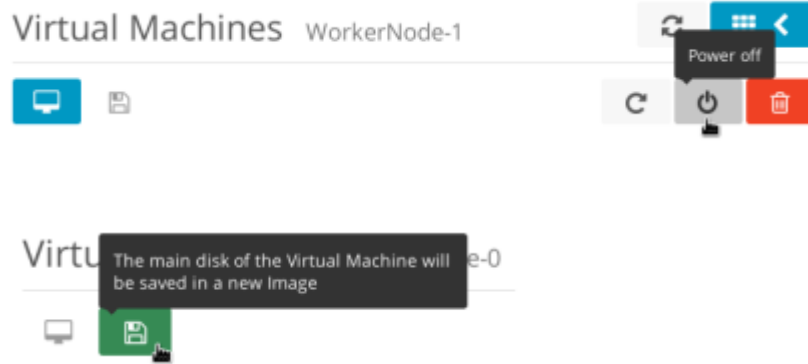 Virtual Machines WorkerNode-1
Power off
Virtu
The main disk of the Virtual Machine will
be saved in a new Image
e-0